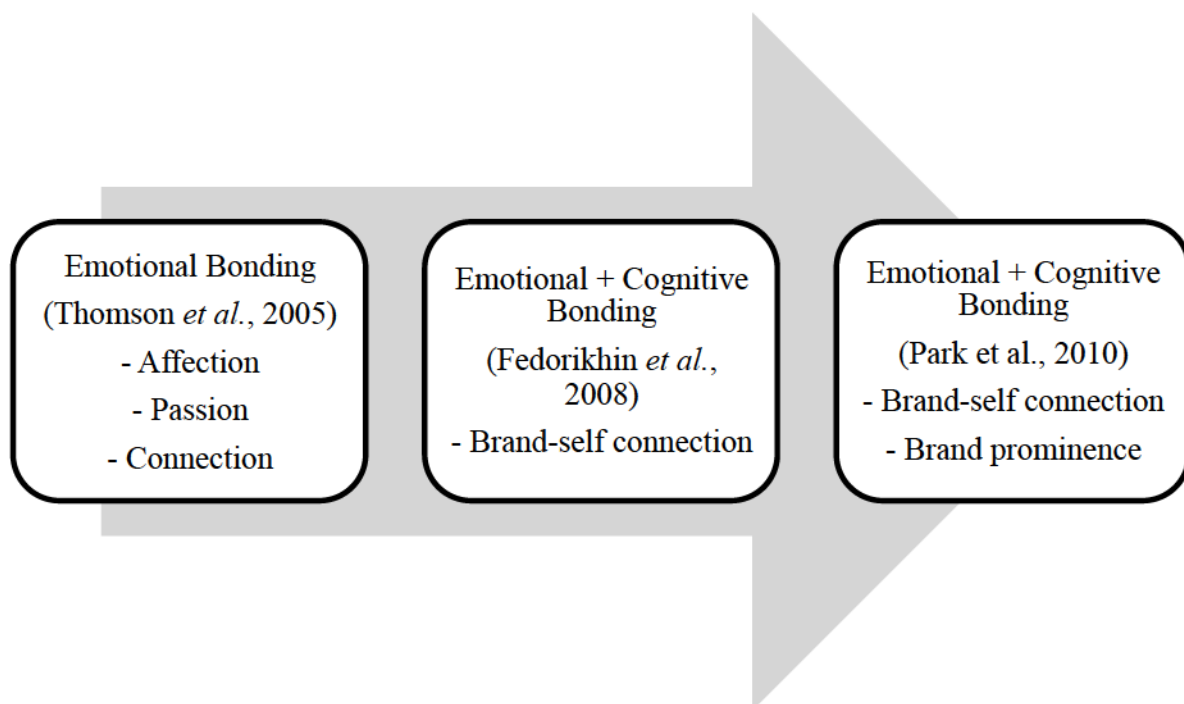 Emotional Bonding
(Thomson et al., 2005)
- Affection
- Passion
- Connection
Emotional + Cognitive
Bonding
(Fedorikhin et al.,
2008)
- Brand-self connection
Emotional + Cognitive
Bonding
(Park et al., 2010)
- Brand-self connection
- Brand prominence